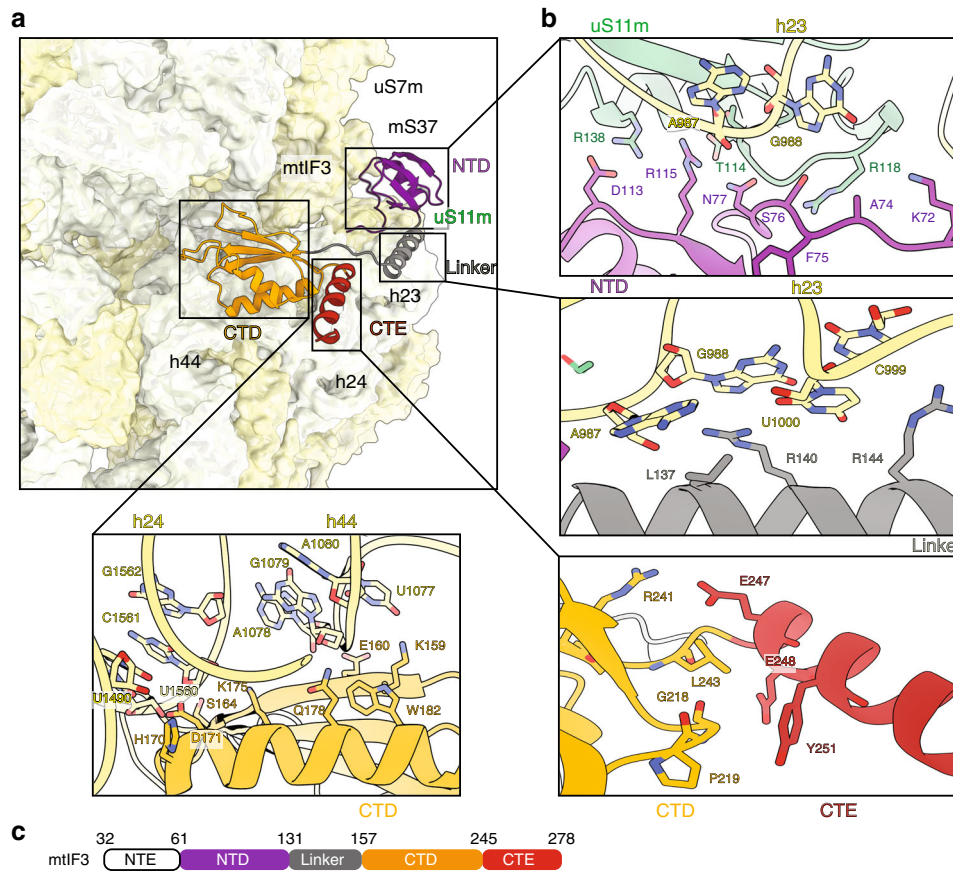 a
uS7m
mS37
mtIF3
NTD
uS11m
Linker
h23
CTD
CTE
h44
h24
b
uS11m
h23
A987
G988
R138
T114
R118
D113
R115
N77
S76
A74
K72
F75
NTD
h23
G988
C999
A987
U1000
L137
R140
R144
Linke
R241
E247
E248
L243
G218
Y251
P219
CTD
CTE
h24
h44
A1080
G1562
G1079
U1077
C1561
A1078
E160
K159
U1490
U1560
K175
S164
Q178
W182
H170
D171
CTD
c
32 61 131 157 245 278
mtIF3 NTE NTD Linker CTD CTE